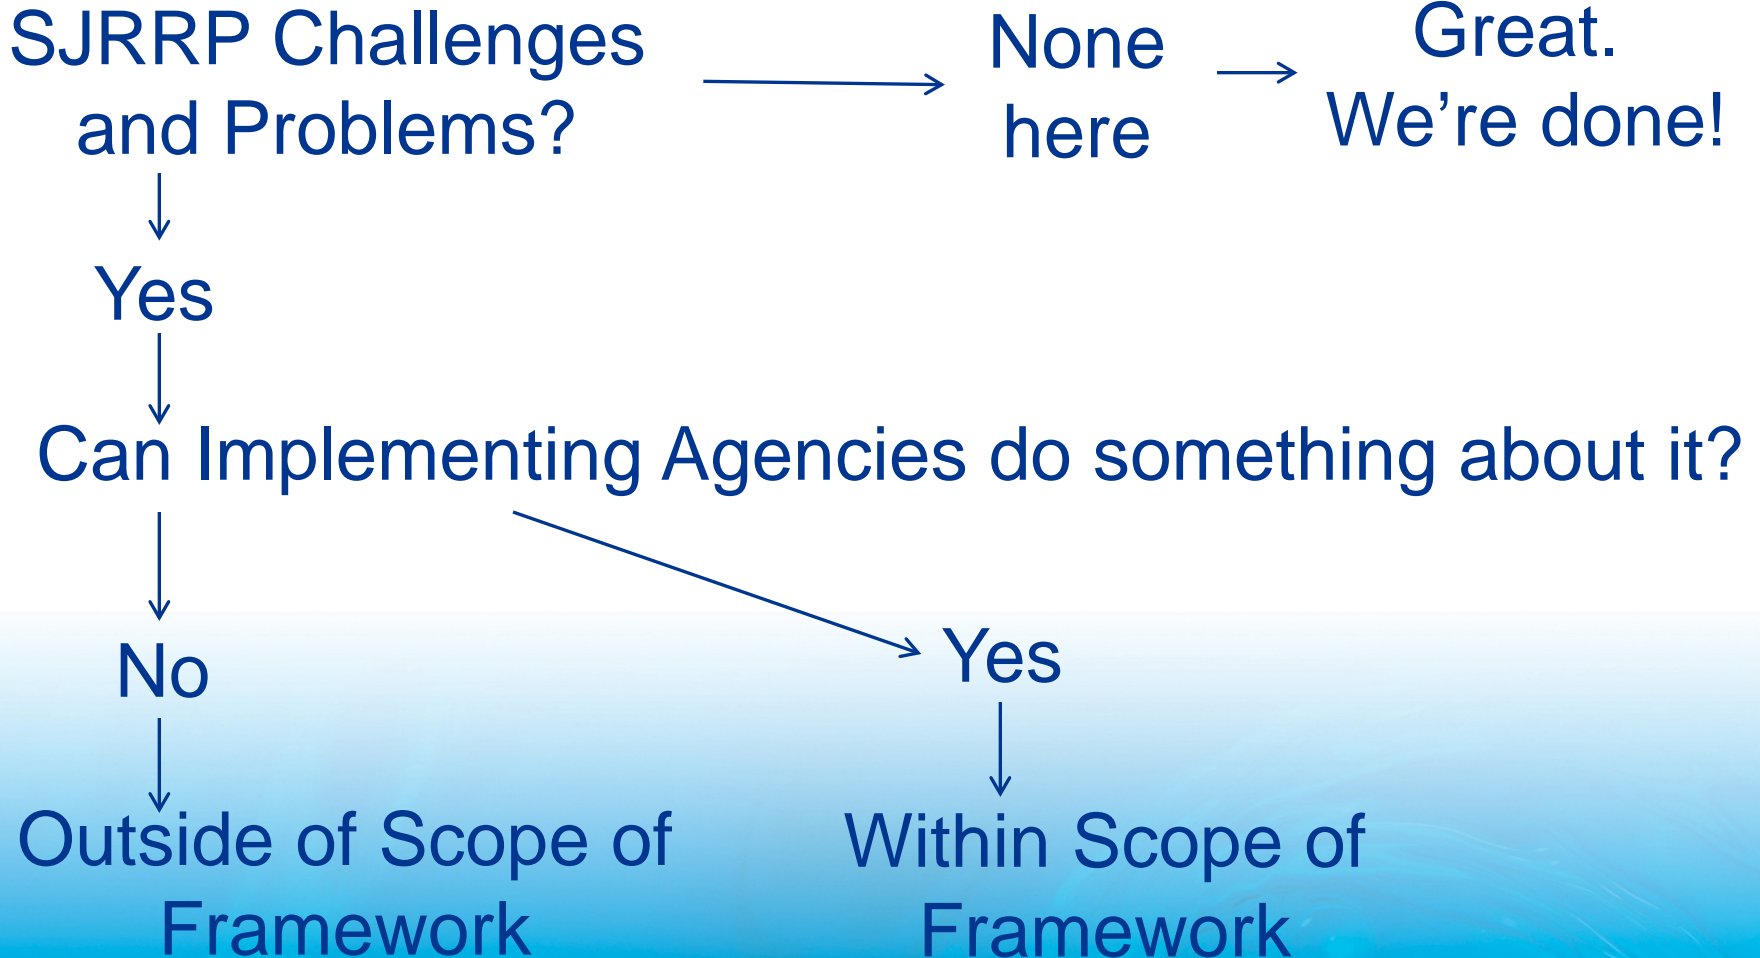 SJRRP Challenges
and Problems?
None
here
Great.
We’re done!
Yes
Can Implementing Agencies do something about it?
No
Yes
Outside of Scope of
Framework
Within Scope of
Framework